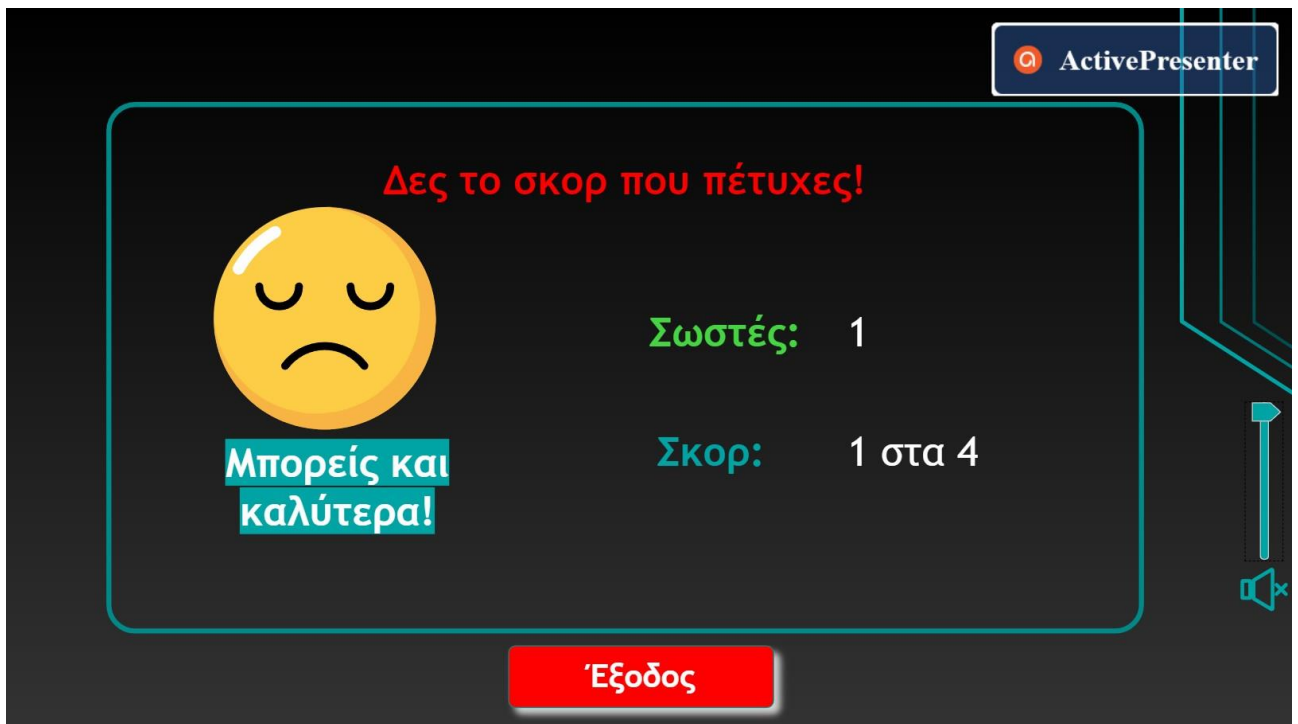 ActivePresenter
Δες το σκορ που πέτυχες!
Σωστές: 1
Σκορ: 1 στα 4
Μπορείς και
καλύτερα!
Έξοδος